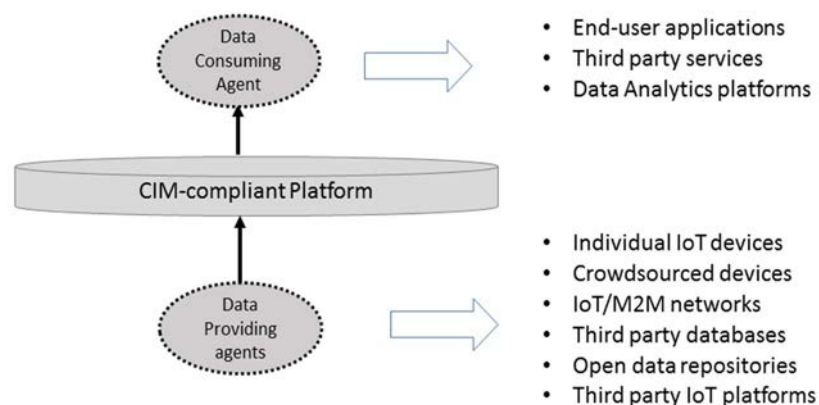 Data
Consuming
Agent
• End-user applications
• Third party services
• Data Analytics platforms
CIM-compliant Platform
Data
Providing
agents
• Individual IoT devices
• Crowdsourced devices
• IoT/M2M networks
• Third party databases
• Open data repositories
• Third party IoT platforms